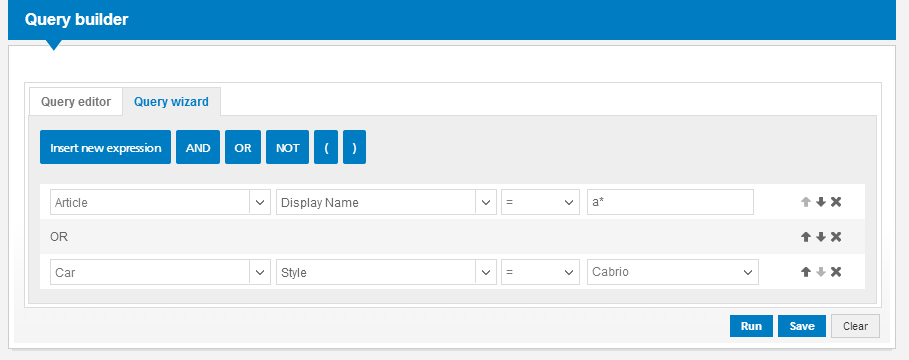 Query builder
Query editor Query wizard
Insert new expression AND OR NOT ( )
Article Display Name = a*
OR
Car Style = Cabrio
Run Save Clear